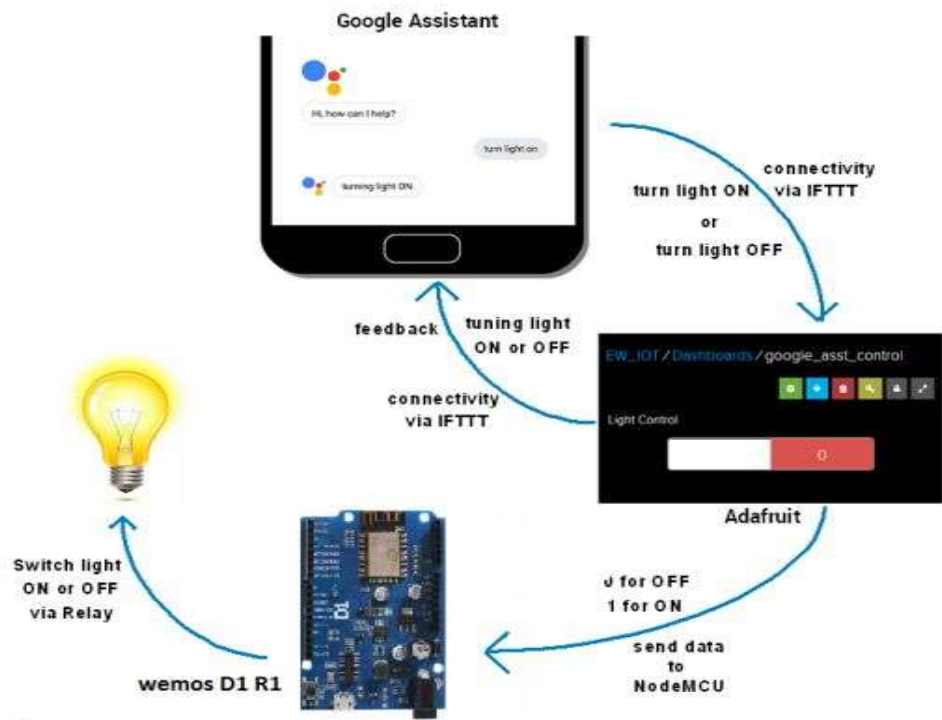 Google Assistant
Hi, how can I help?
turn light on
turning light ON
connectivity
via IFTTT
turn light ON
or
turn light OFF
feedback
tuning light
ON or OFF
connectivity
via IFTTT
EW_IOT / Dashboards / google_asst_control
Light Control
0
Adafruit
for OFF
1 for ON
send data
to
NodeMCU
Switch light
ON or OFF
via Relay
D1
wemos D1 R1